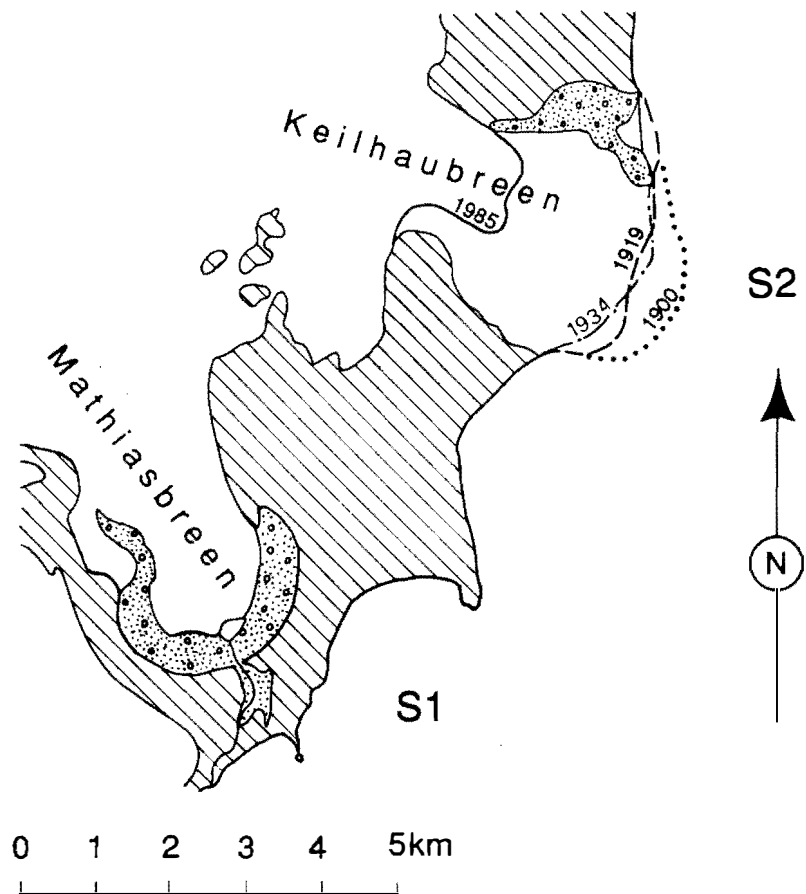 Keilhaubreen
1985
1919
S2
1934
1900
Mathiasbreen
N
S1
0 1 2 3 4 5km